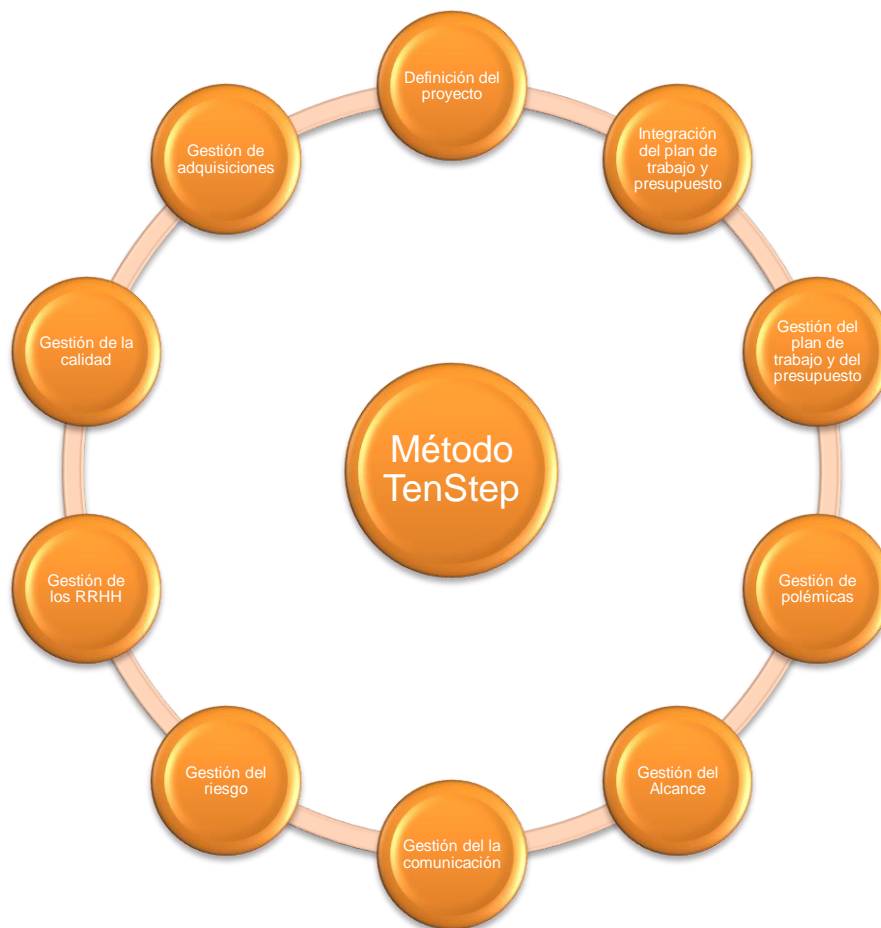 Definición del
proyecto
Integración
del plan de
trabajo y
presupuesto
Gestión del
plan de
trabajo y del
presupuesto
Gestión de
polémicas
Gestión del
Alcance
Gestión del la
comunicación
Gestión del
riesgo
Gestión de
los RRHH
Gestión de la
calidad
Gestión de
adquisiciones
Método
TenStep